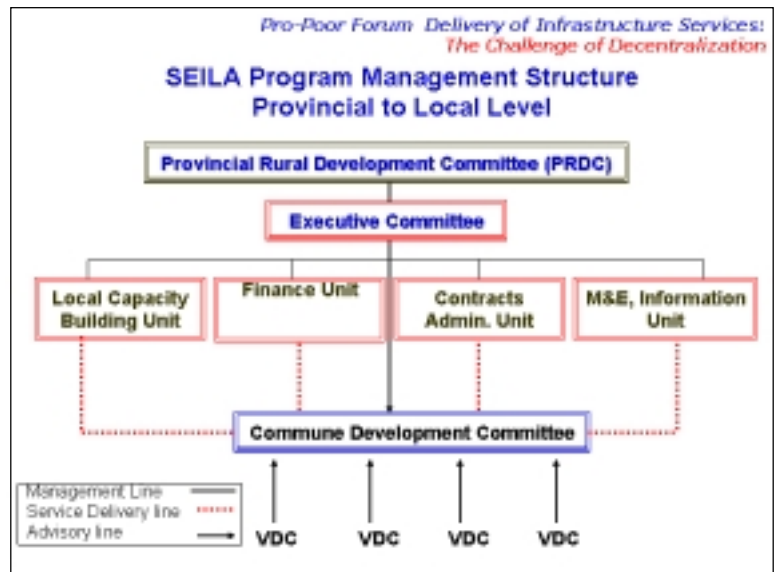 Pro-Poor Forum Delivery of Infrastructure Services:
The Challenge of Decentralization
SEILA Program Management Structure
Provincial to Local Level
Provincial Rural Development Committee (PRDC)
Executive Committee
Local Capacity
Building Unit
Finance Unit
Contracts
Admin. Unit
M&E, Information
Unit
Commune Development Committee
Management Line
Service Delivery line
Advisory line
VDC
VDC
VDC
VDC